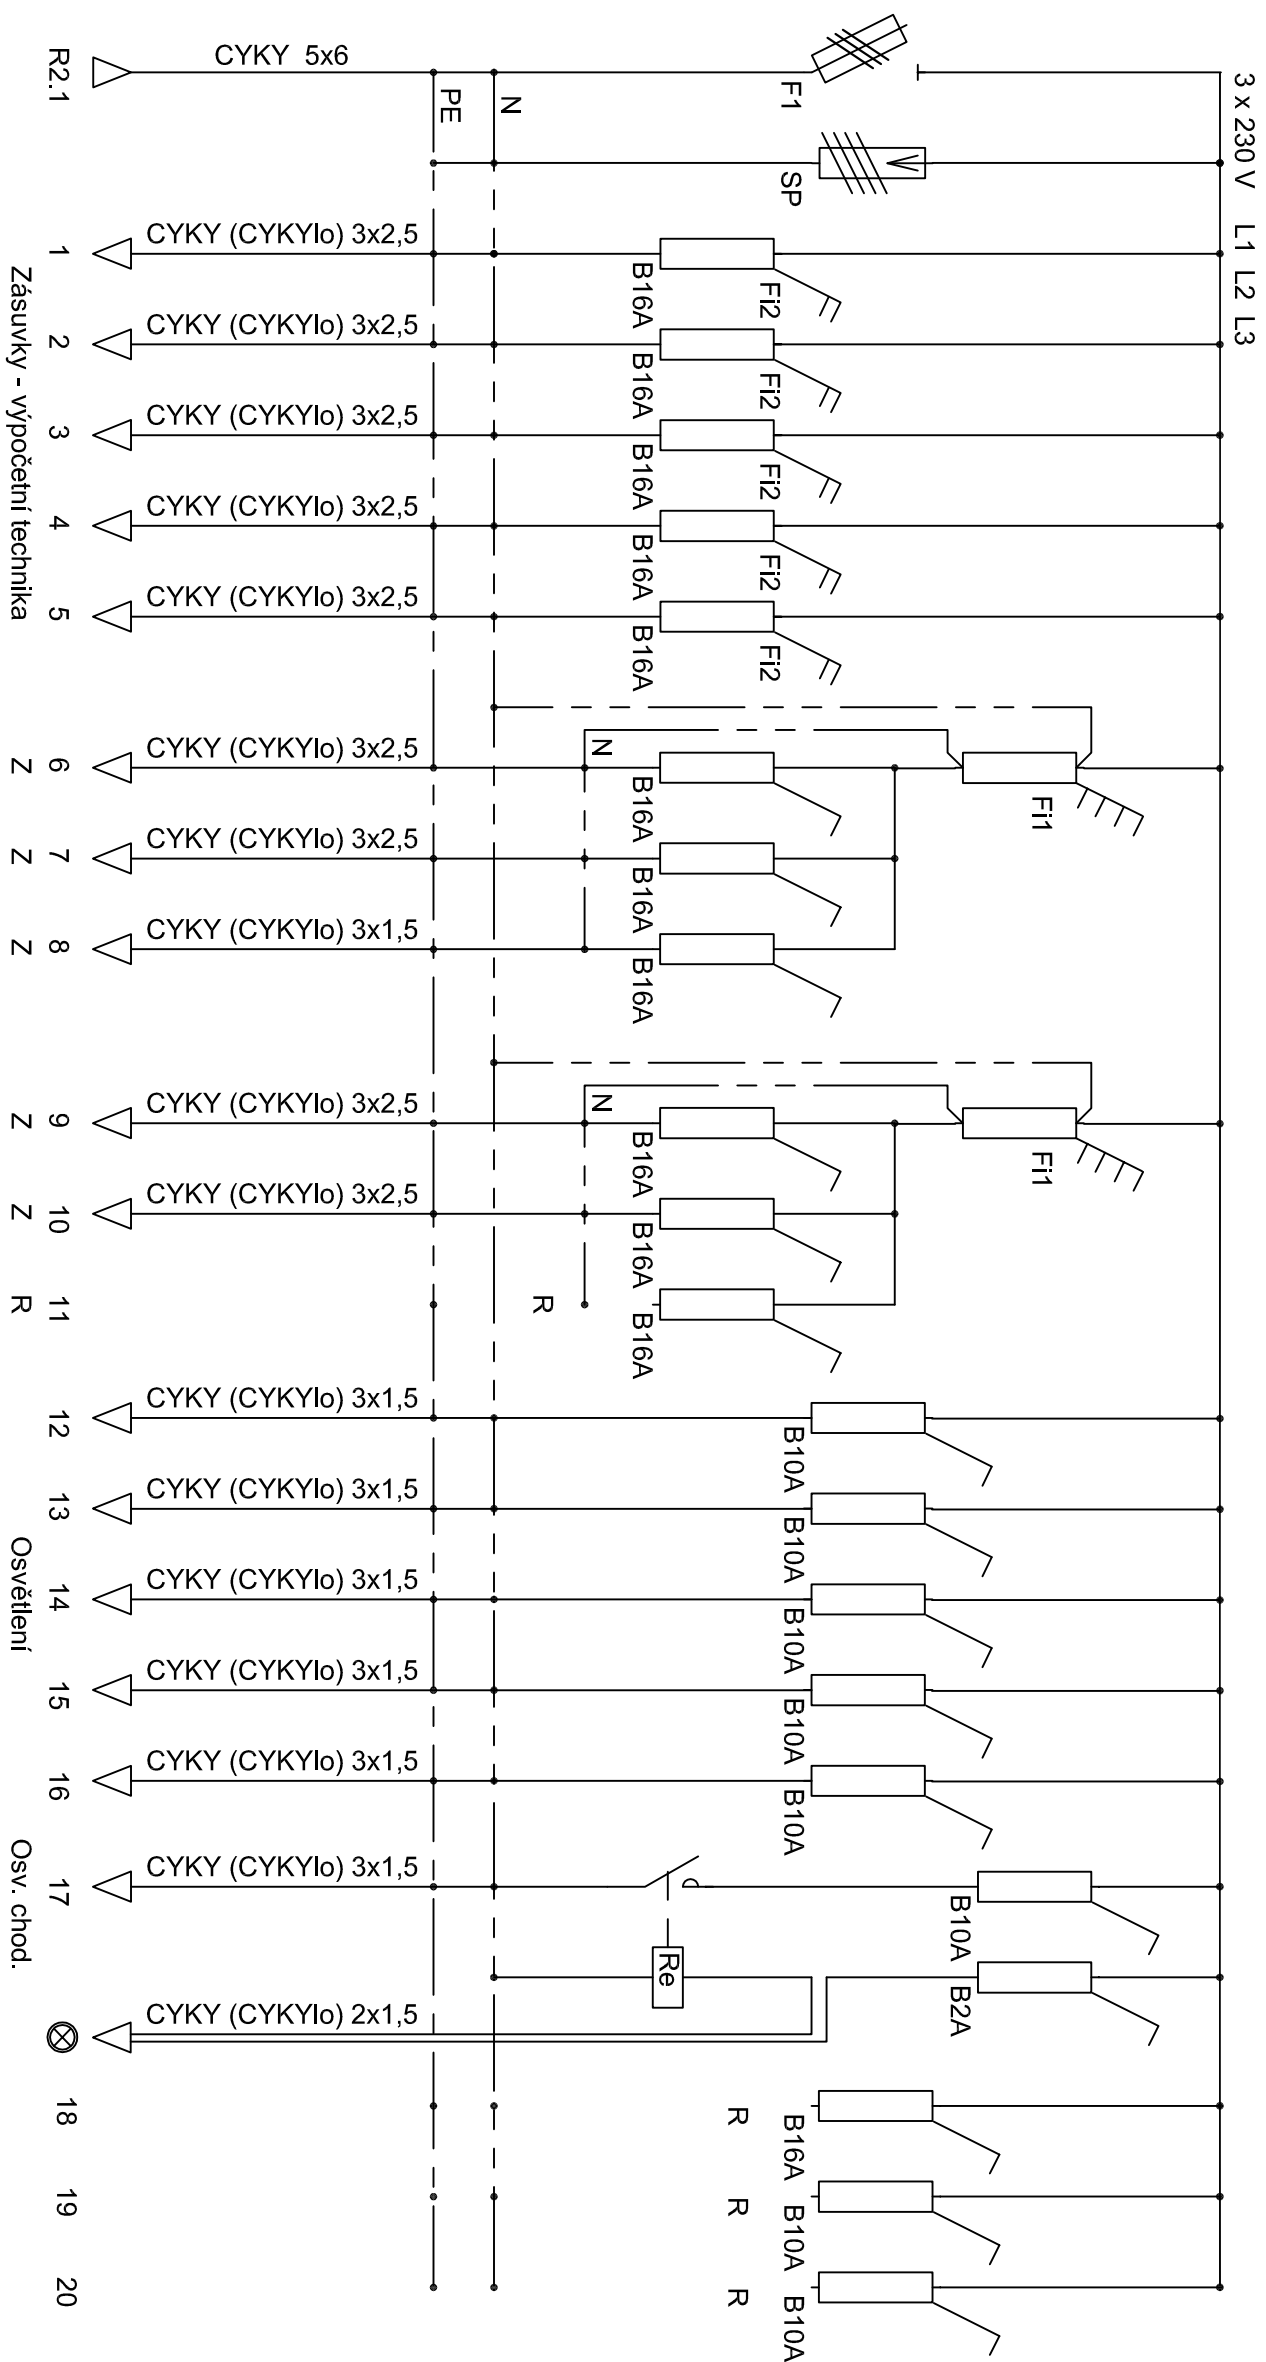 3 x 230 V L1 L2 L3
R2.1
CYKY 5x6
PE
N
F1
SP
1
CYKY (CYKYlo) 3x2,5
B16A
Fi2
2
CYKY (CYKYlo) 3x2,5
B16A
Fi2
3
CYKY (CYKYlo) 3x2,5
B16A
Fi2
4
CYKY (CYKYlo) 3x2,5
B16A
Fi2
5
CYKY (CYKYlo) 3x2,5
B16A
Fi2
Zásuvky - výpočetní technika
Z
6
CYKY (CYKYlo) 3x2,5
N
B16A
Fi1
Z
7
CYKY (CYKYlo) 3x2,5
B16A
Z
8
CYKY (CYKYlo) 3x1,5
B16A
Z
9
CYKY (CYKYlo) 3x2,5
N
B16A
Fi1
Z
10
CYKY (CYKYlo) 3x2,5
B16A
R
11
R
B16A
12
CYKY (CYKYlo) 3x1,5
B10A
13
CYKY (CYKYlo) 3x1,5
B10A
14
CYKY (CYKYlo) 3x1,5
B10A
15
CYKY (CYKYlo) 3x1,5
B10A
16
CYKY (CYKYlo) 3x1,5
B10A
Osvětlení
17
CYKY (CYKYlo) 3x1,5
B10A
Osv. chod.
Re
B2A
CYKY (CYKYlo) 2x1,5
18
R
B16A
19
R
B10A
20
R
B10A